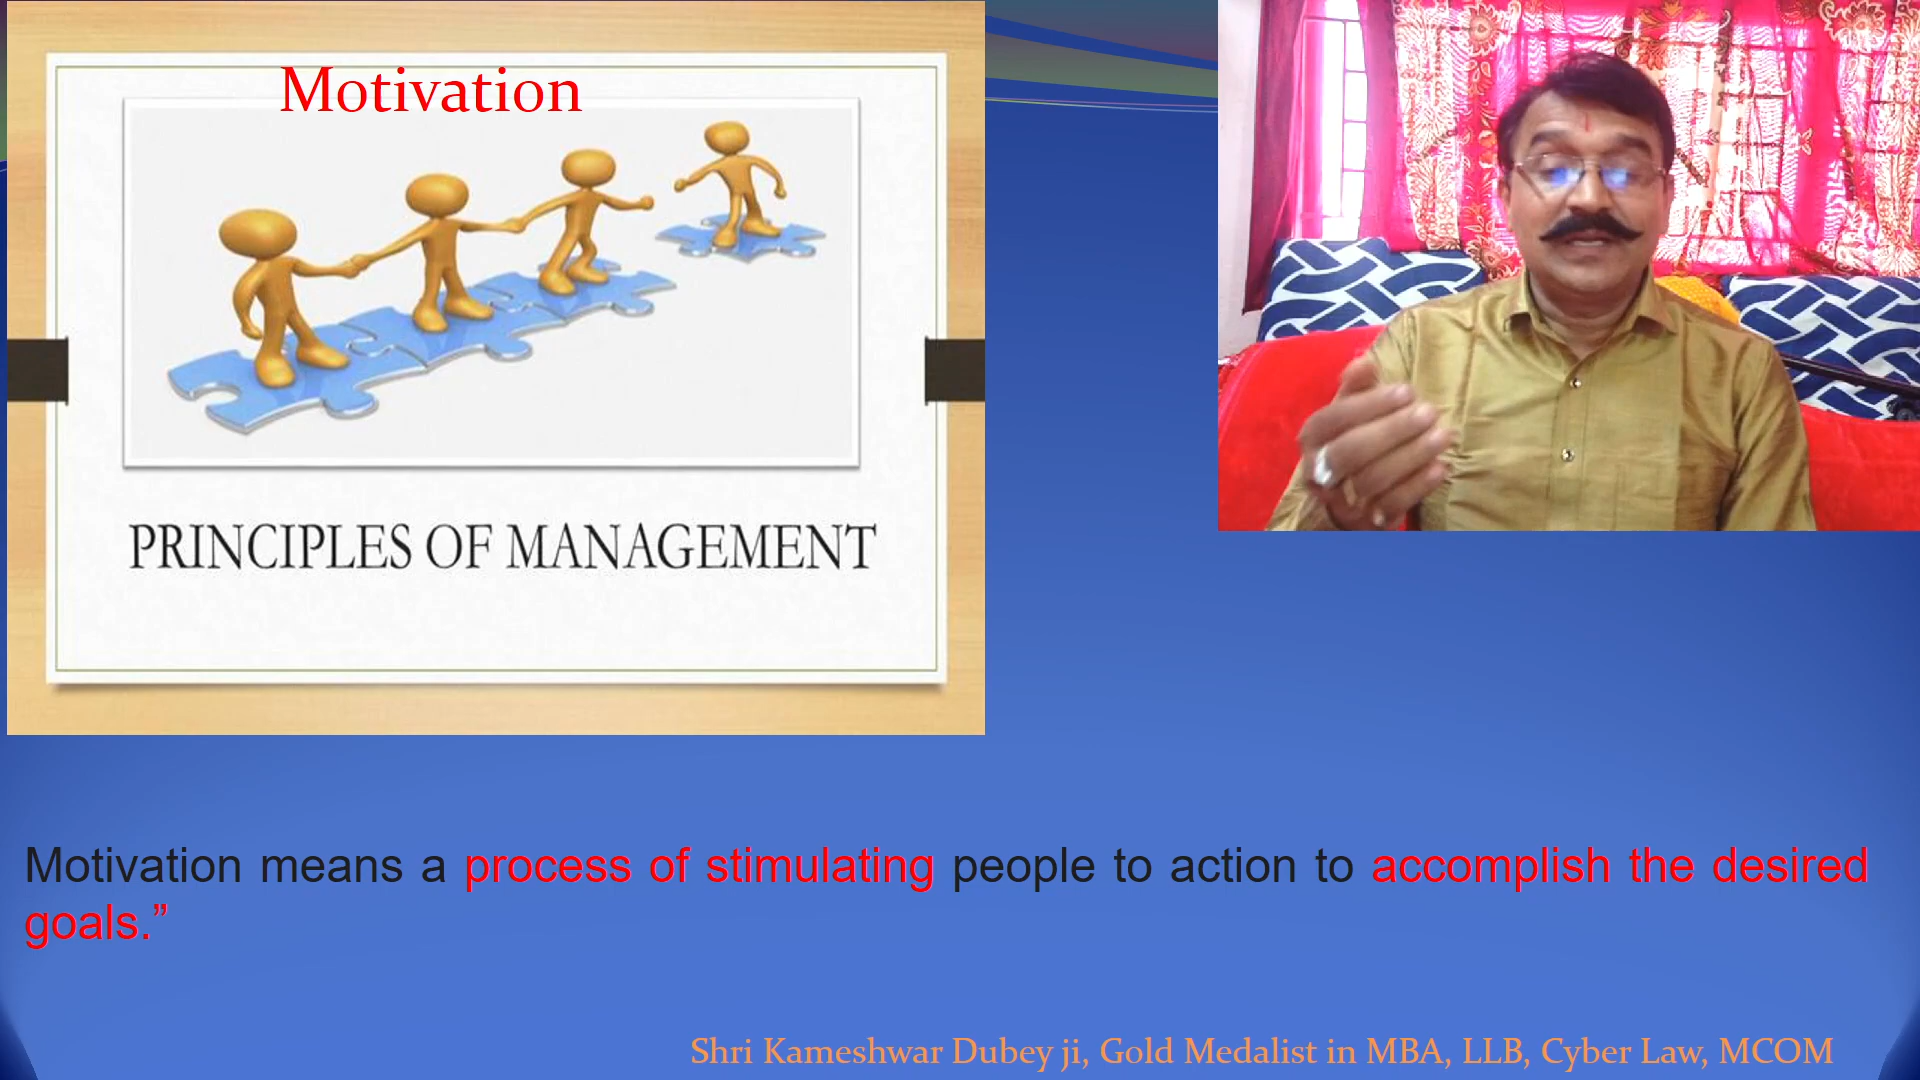 Motivation
PRINCIPLES OF MANAGEMENT
Motivation means a process of stimulating people to action to accomplish the desired
goals.”
Shri Kameshwar Dubey ji, Gold Medalist in MBA, LLB, Cyber Law, MCOM